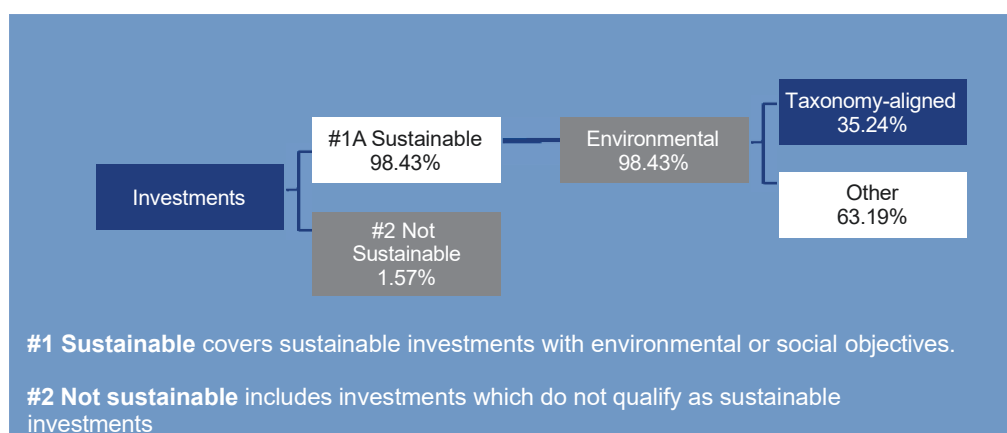 Investments
#1A Sustainable
98.43%
#2 Not
Sustainable
1.57%
Environmental
98.43%
Taxonomy-aligned
35.24%
Other
63.19%
#1 Sustainable covers sustainable investments with environmental or social objectives.
#2 Not sustainable includes investments which do not qualify as sustainable
investments